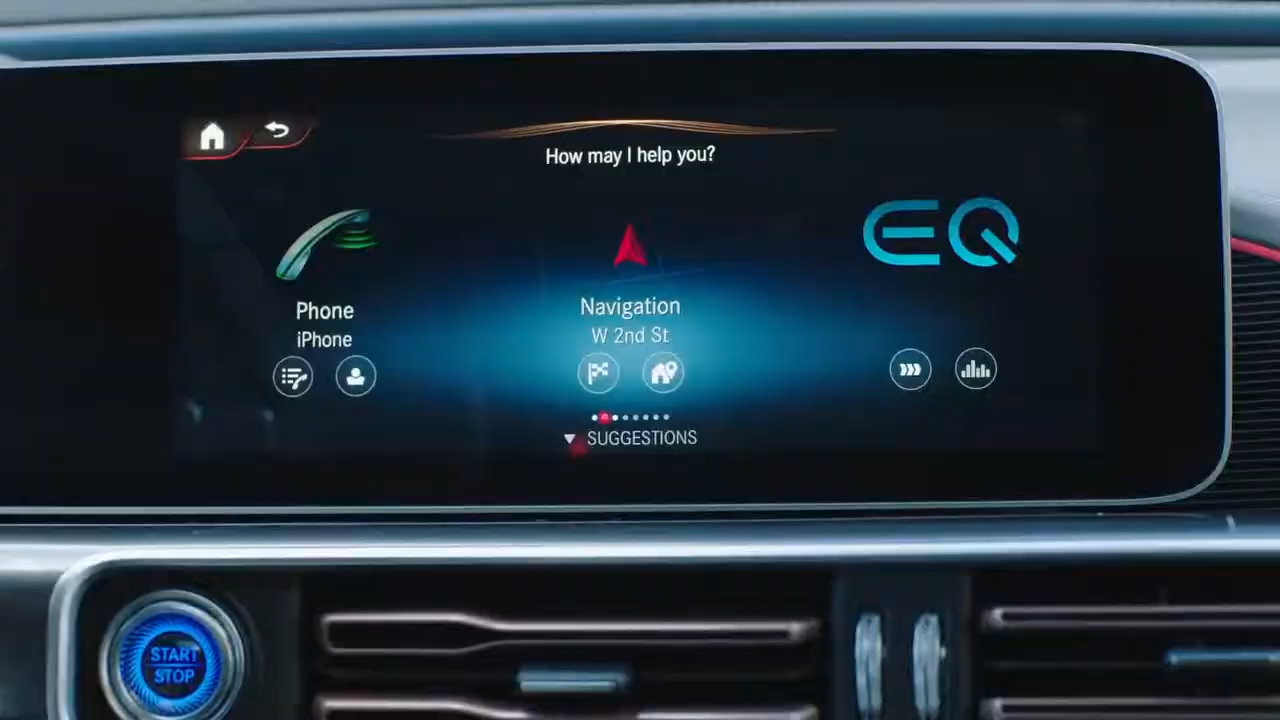 How may I help you?
EQ
Phone
iPhone
Navigation
W 2nd St
SUGGESTIONS
START
STOP